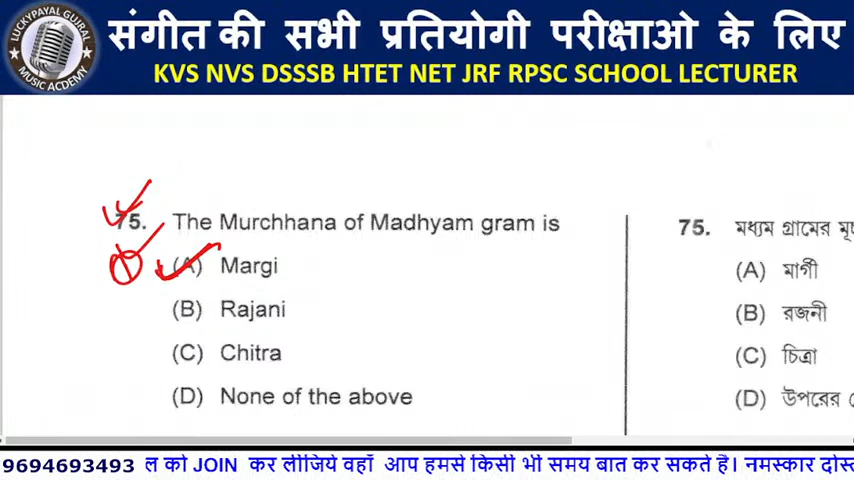 LUCKYPAYAL GUJRAL
MUSIC ACDEMY
संगीत की सभी प्रतियोगी परीक्षाओ के लिए
KVS NVS DSSSB HTET NET JRF RPSC SCHOOL LECTURER
75. The Murchhana of Madhyam gram is
(A) Margi
(B) Rajani
(C) Chitra
(D) None of the above
75. মধ্যম গ্রামের
(A) মার্গী
(B) রজনী
(C) চিত্রা
(D) উপরের
9694693493 ल को JOIN कर लीजिये वहाँ आप हमसे किसी भी समय बात कर सकते है। नमस्कार